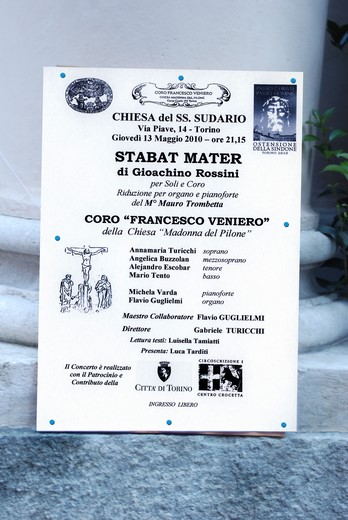 CORO FRANCESCO VENIERO
CHIESA del SS. SUDARIO
Via Piave, 14 - Torino
Giovedì 13 Maggio 2010 – ore 21,15
OSTENSIONE
DELLA SINDONE
TORINO 2010
STABAT MATER
di Gioachino Rossini
per Soli e Coro
Riduzione per organo e pianoforte
del M° Mauro Trombetta
CORO “FRANCESCO VENIERO”
della Chiesa “Madonna del Pilone”
Annamaria Turicchi soprano
Angelica Buzzolan mezzosoprano
Alejandro Escobar tenore
Mario Tento basso
Michela Varda pianoforte
Flavio Guglielmi organo
Maestro Collaboratore Flavio GUGLIELMI
Direttore Gabriele TURICCHI
Lettura testi: Luisella Tamiatti
Presenta: Luca Tarditi
Il Concerto è realizzato
con il Patrocinio e
Contributo della
CITTA' DI TORINO
CIRCOSCRIZIONE 1
CENTRO CROCETTA
INGRESSO LIBERO